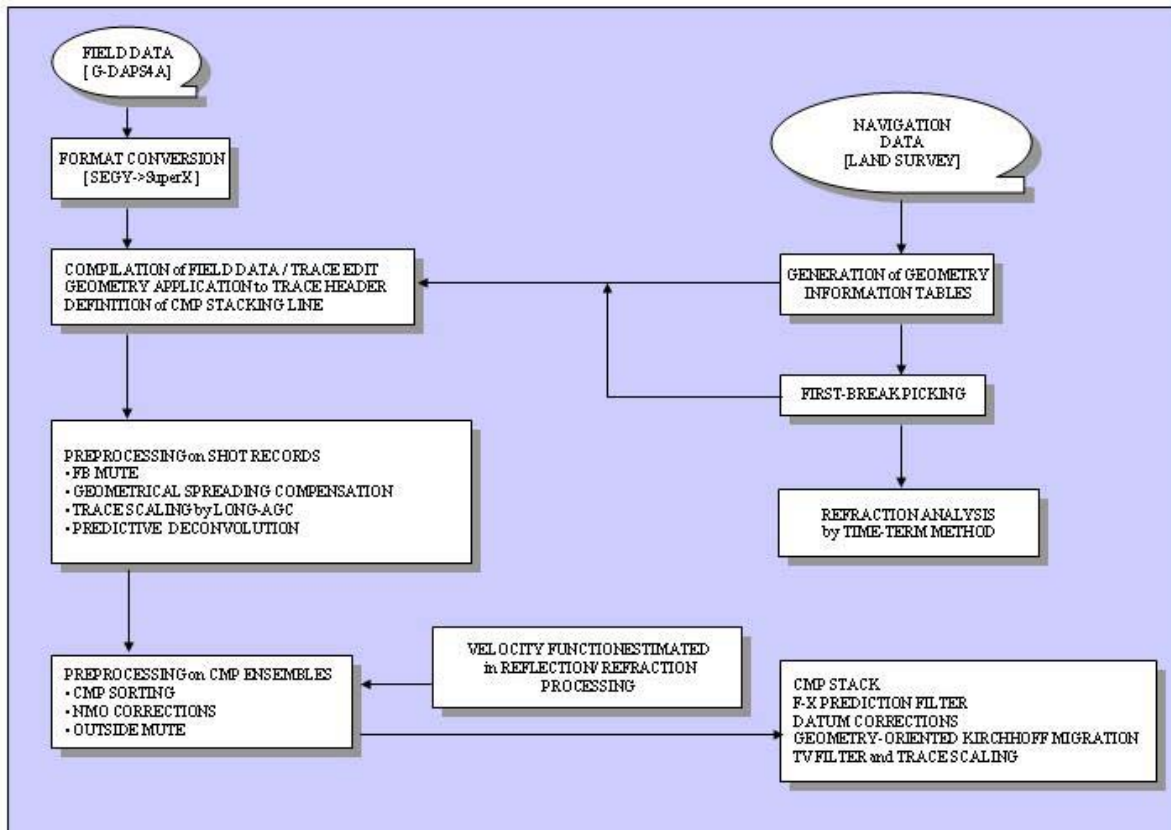 FIELD DATA
[ G-DAPS4A]
FORMAT CONVERSION
[ SEGY->SuperX ]
NAVIGATION
DATA
[LAND SURVEY]
COMPILATION of FIELD DATA / TRACE EDIT
GEOMETRY APPLICATION to TRACE HEADER
DEFINITION of CMP STACKING LINE
GENERATION of GEOMETRY
INFORMATION TABLES
FIRST-BREAK PICKING
PREPROCESSING on SHOT RECORDS
• FB MUTE
• GEOMETRICAL SPREADING COMPENSATION
• TRACE SCALING by LONG-AGC
• PREDICTIVE DECONVOLUTION
REFRACTION ANALYSIS
by TIME-TERM METHOD
PREPROCESSING on CMP ENSEMBLES
• CMP SORTING
• NMO CORRECTIONS
• OUTSIDE MUTE
VELOCITY FUNCTIONESTIMATED
in REFLECTION/ REFRACTION
PROCESSING
CMP STACK
F-X PREDICTION FILTER
DATUM CORRECTIONS
GEOMETRY-ORIENTED KIRCHHOFF MIGRATION
TV FILTER and TRACE SCALING